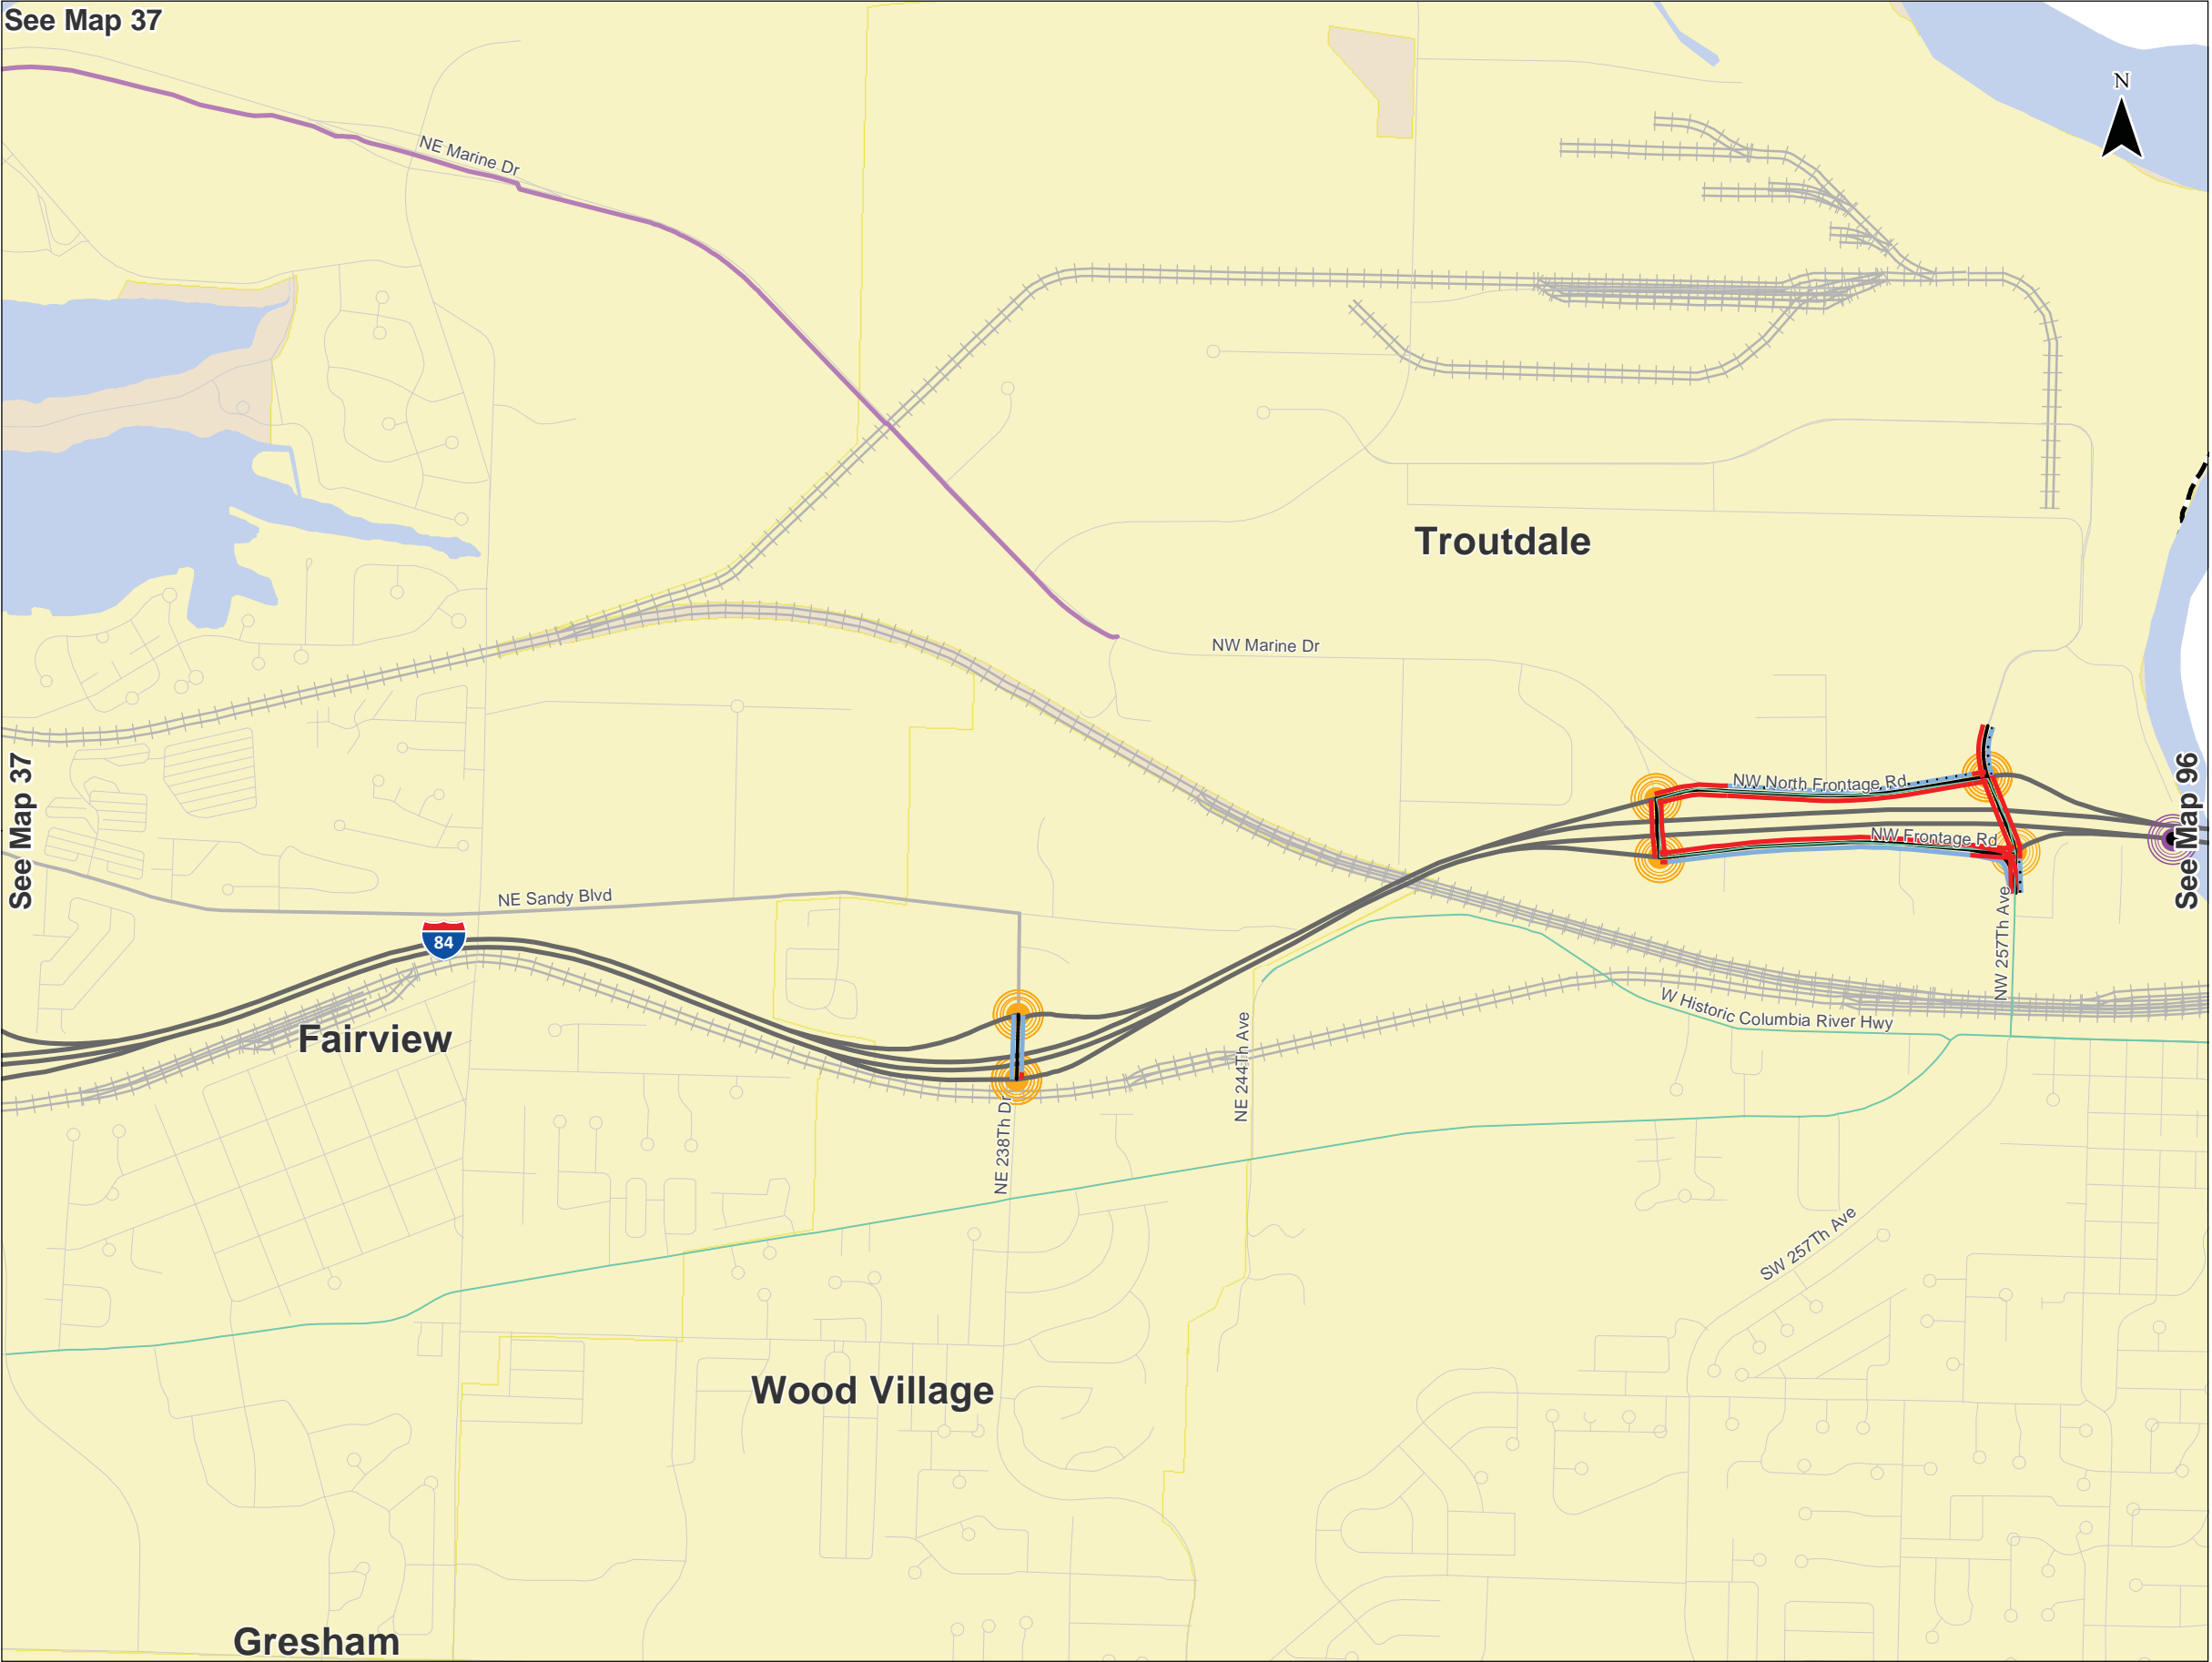 See Map 37
N
NE Marine Dr
Troutdale
NW Marine Dr
See Map 37
See Map 96
NW North Frontage Rd
NW Frontage Rd
NE Sandy Blvd
84
NW 257Th Ave
Fairview
W Historic Columbia River Hwy
NE 244Th Ave
NE 238Th Dr
SW 257Th Ave
Wood Village
Gresham